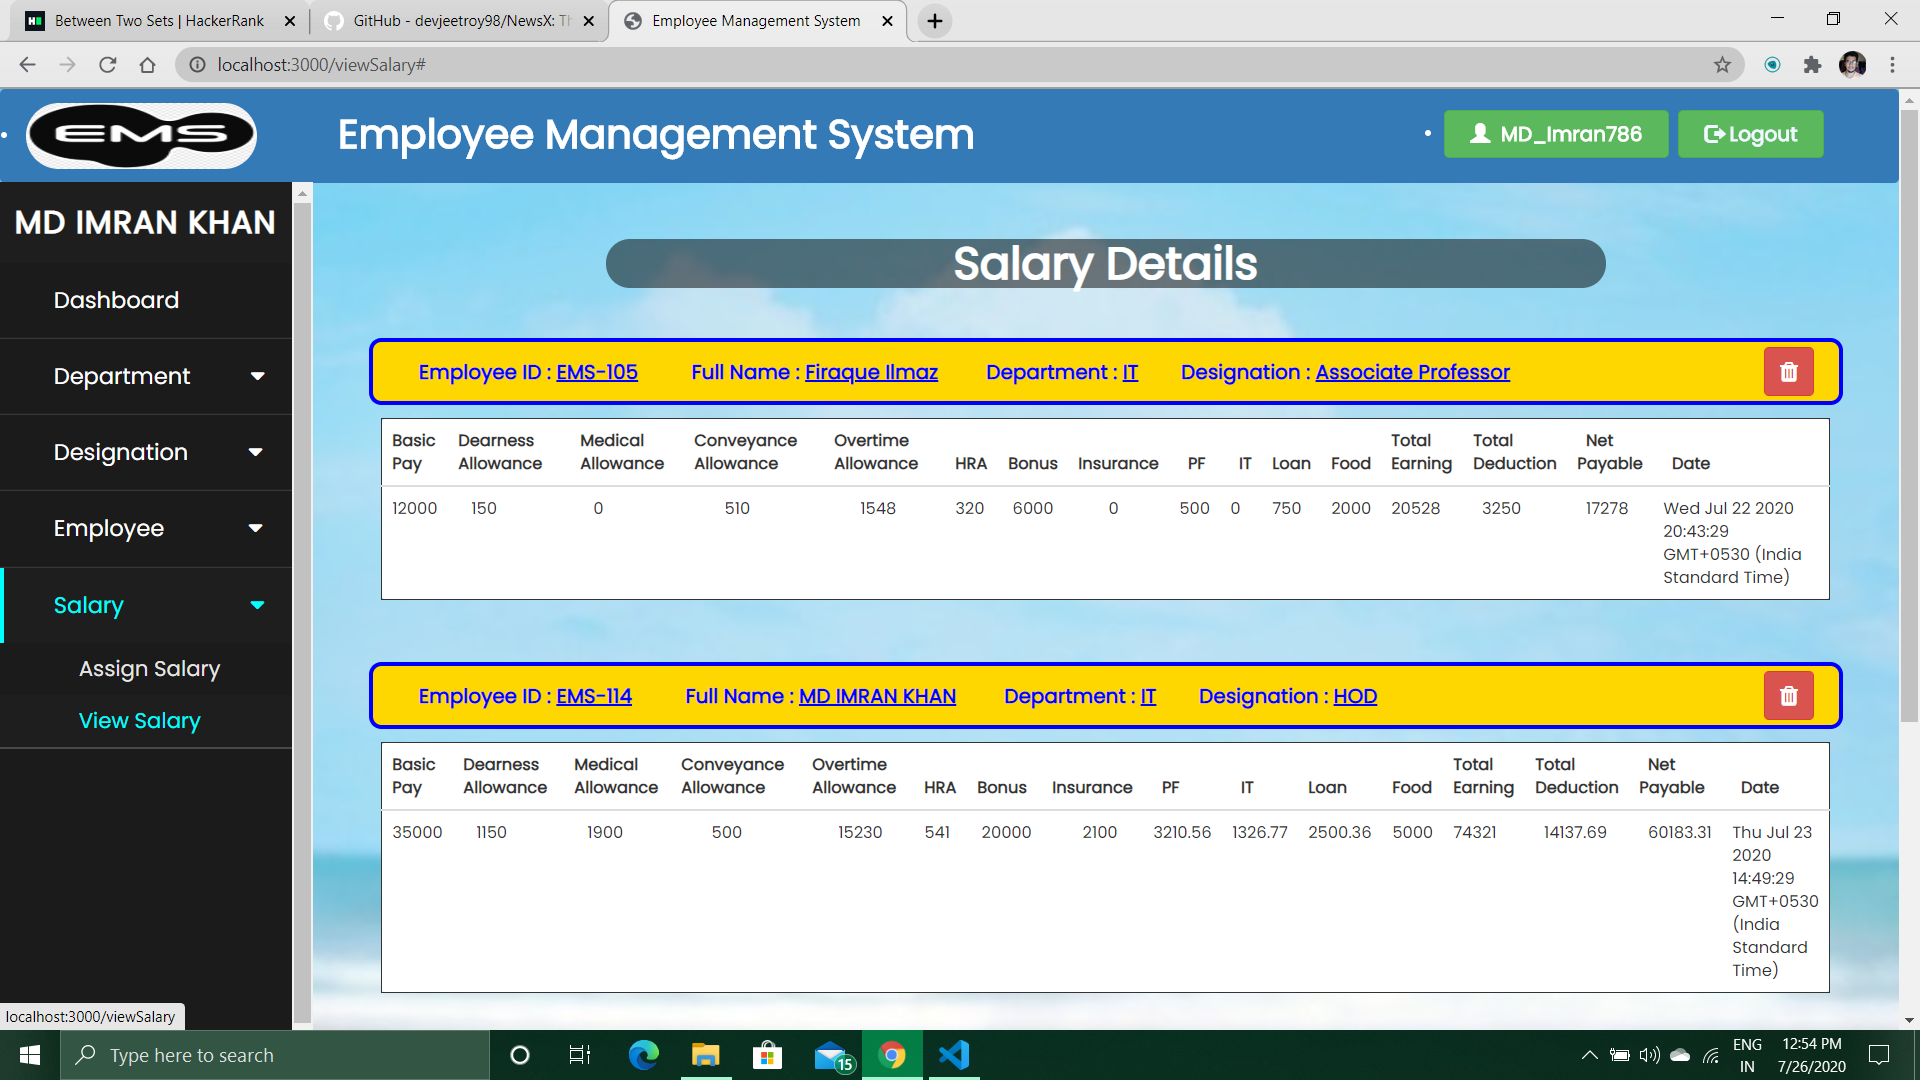 Between Two Sets | HackerRank
GitHub - devjeetroy98/NewsX: Th
Employee Management System
localhost:3000/viewSalary#
EMS
Employee Management System
MD_Imran786
Logout
MD IMRAN KHAN
Dashboard
Department
Designation
Employee
Salary
Assign Salary
View Salary
Salary Details
Employee ID : EMS-105 Full Name : Firaque Ilmaz Department : IT Designation : Associate Professor
Basic Pay Dearness Allowance Medical Allowance Conveyance Allowance Overtime Allowance HRA Bonus Insurance PF IT Loan Food Total Earning Total Deduction Net Payable Date
12000 150 0 510 1548 320 6000 0 500 0 750 2000 20528 3250 17278 Wed Jul 22 2020
20:43:29
GMT+0530 (India
Standard Time)
Employee ID : EMS-114 Full Name : MD IMRAN KHAN Department : IT Designation : HOD
Basic Pay Dearness Allowance Medical Allowance Conveyance Allowance Overtime Allowance HRA Bonus Insurance PF IT Loan Food Total Earning Total Deduction Net Payable Date
35000 1150 1900 500 15230 541 20000 2100 3210.56 1326.77 2500.36 5000 74321 14137.69 60183.31 Thu Jul 23
2020
14:49:29
GMT+0530
(India
Standard
Time)
localhost:3000/viewSalary
Type here to search
15
ENG
IN
12:54 PM
7/26/2020